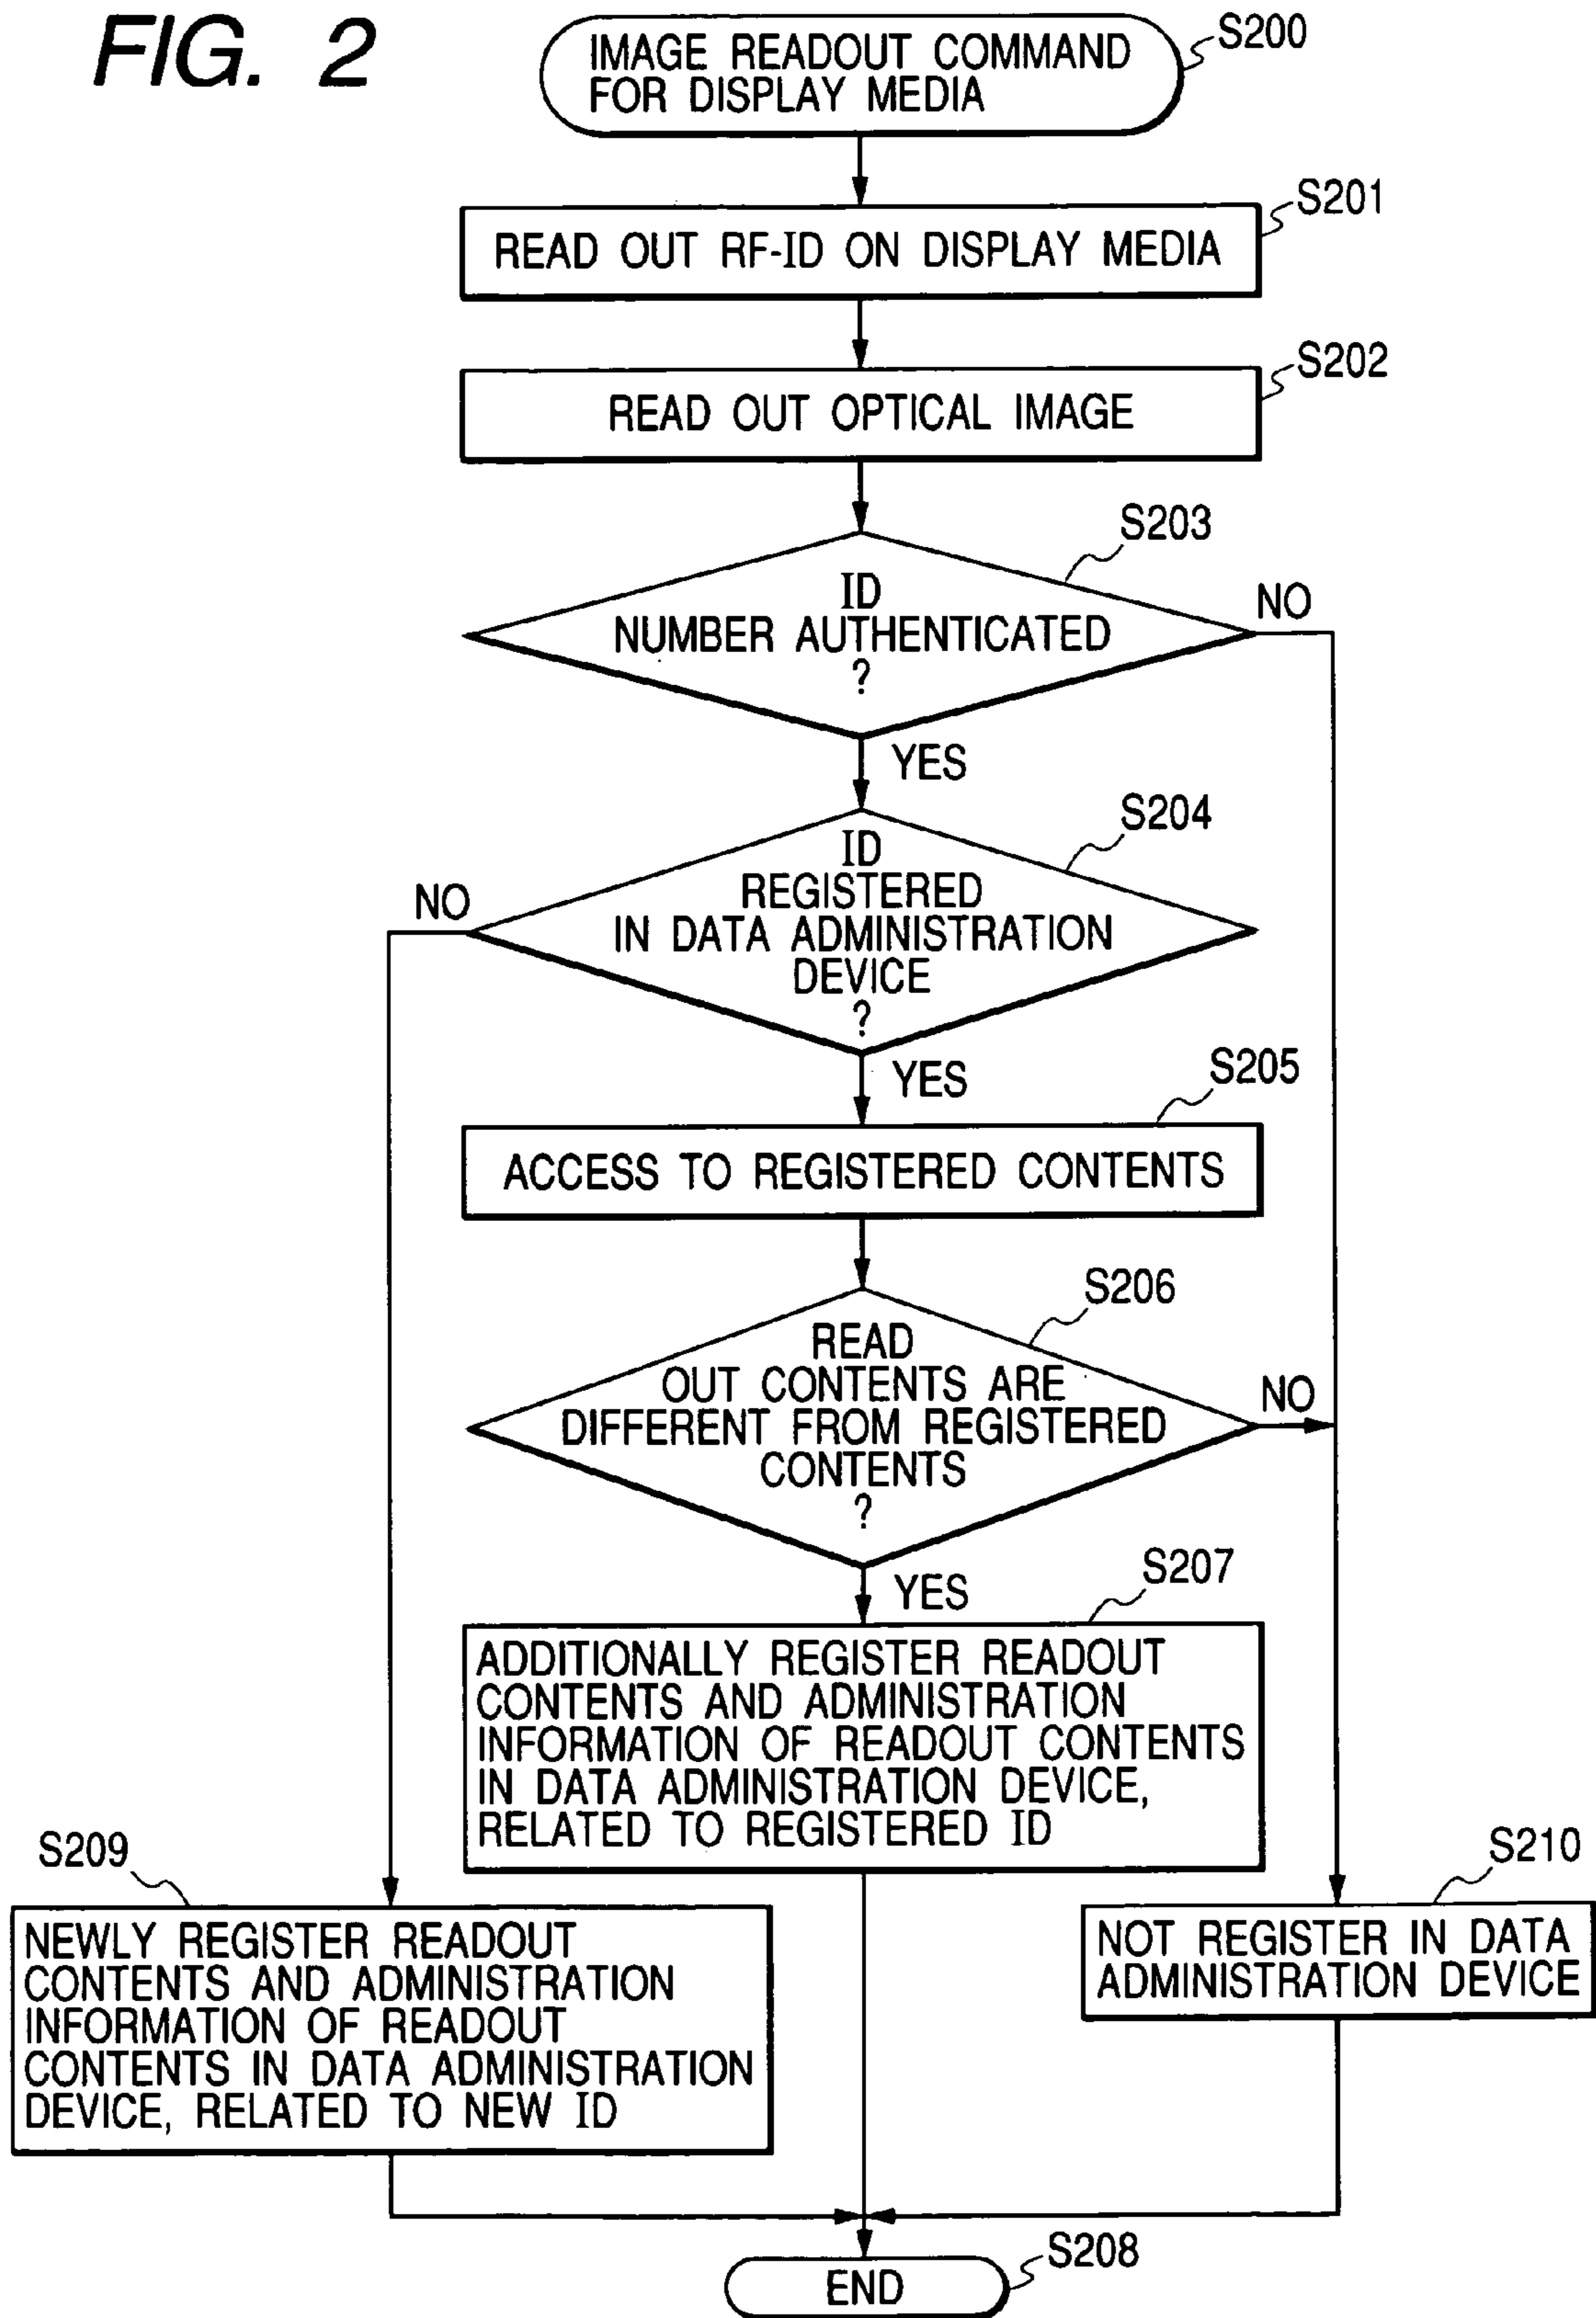 FIG. 2
IMAGE READOUT COMMAND
FOR DISPLAY MEDIA
S200
S201
READ OUT RF-ID ON DISPLAY MEDIA
S202
READ OUT OPTICAL IMAGE
S203
ID
NUMBER AUTHENTICATED
?
NO
YES
S204
ID
REGISTERED
IN DATA ADMINISTRATION
DEVICE
?
NO
YES
S205
ACCESS TO REGISTERED CONTENTS
S206
READ
OUT CONTENTS ARE
DIFFERENT FROM REGISTERED
CONTENTS
?
NO
YES
S207
ADDITIONALLY REGISTER READOUT
CONTENTS AND ADMINISTRATION
INFORMATION OF READOUT CONTENTS
IN DATA ADMINISTRATION DEVICE,
RELATED TO REGISTERED ID
S209
NEWLY REGISTER READOUT
CONTENTS AND ADMINISTRATION
INFORMATION OF READOUT
CONTENTS IN DATA ADMINISTRATION
DEVICE, RELATED TO NEW ID
S210
NOT REGISTER IN DATA
ADMINISTRATION DEVICE
S208
END